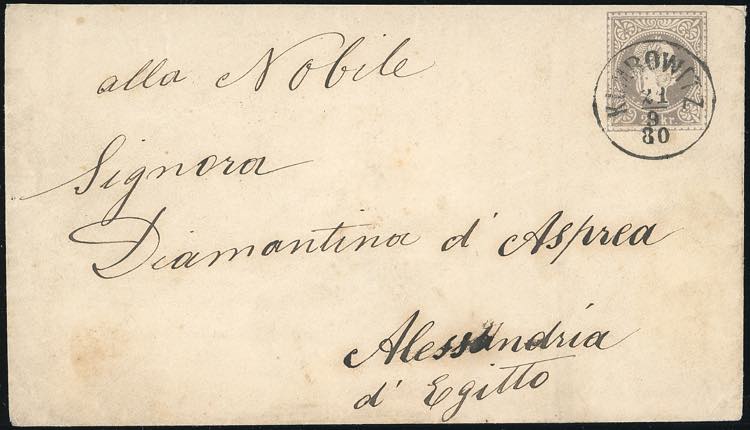 alla Nobile
Signora
Diamantina d'Asprea
Alessandria
d'Egitto
21
9
80